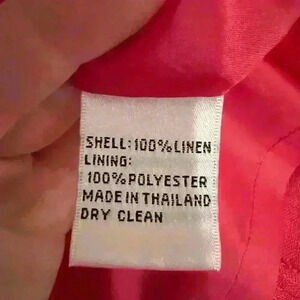 SHELL: 100% LINEN
LINING:
100% POLYESTER
MADE IN THAILAND
DRY CLEAN